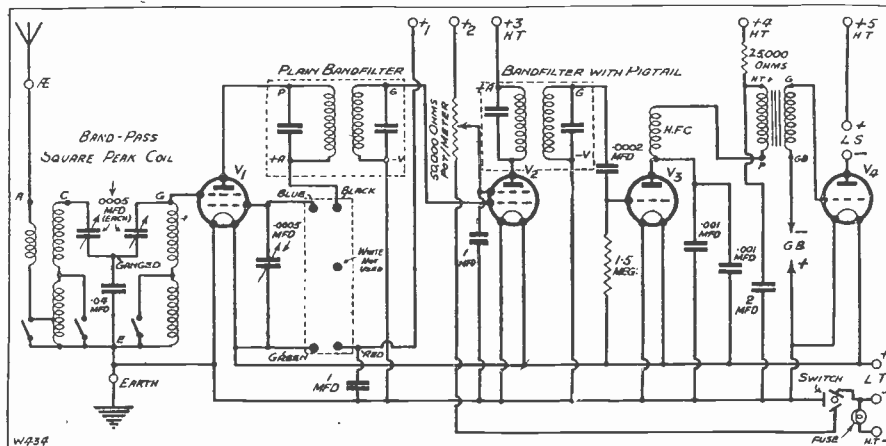 Æ
BAND-PASS
SQUARE PEAK COIL
.0005
MFD
(EACH)
A
C
G
GANGED
.04
MFD
E
EARTH
W434
PLAIN BANDFILTER
P
G
+A
-V
V1
BLUE
BLACK
.0005
MFD
WHITE
NOT
USED
GREEN
RED
1
MFD
+1
+2
+3
HT
50,000 OHMS
POT/METER
BANDFILTER WITH PIGTAIL
+A
G
-V
V2
1
MFD
.0002
MFD
1.5
MEG
H.F.C
V3
.001
MFD
.001
MFD
2
MFD
+4
HT
25,000
OHMS
HT+
G
P
GB
-
GB
+
V4
+5
HT
+
LS
-
+
LT
-
SWITCH
FUSE
H.T-